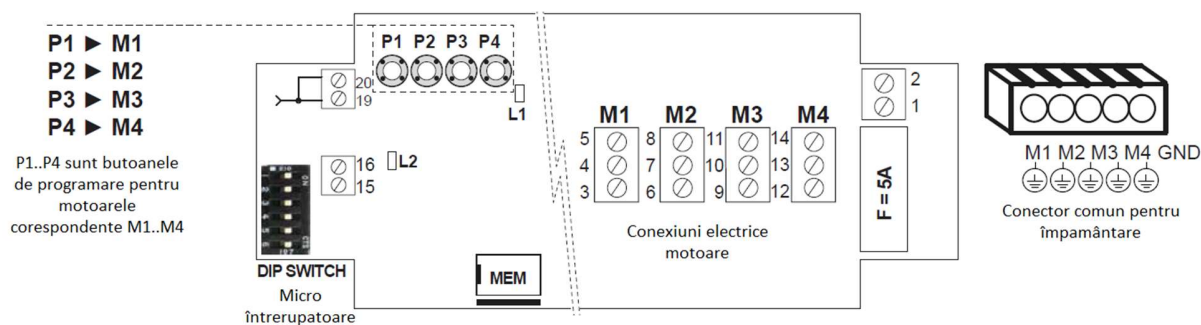 P1 ► M1
P2 ► M2
P3 ► M3
P4 ► M4
P1..P4 sunt butoanele
de programare pentru
motoarele
corespondente M1..M4
P1 P2 P3 P4
20
19
L1
16
15
L2
ON
DIP SWITCH
Micro
întrerupatoare
MEM
M1 M2 M3 M4
5 8 11 14
4 7 10 13
3 6 9 12
Conexiuni electrice
motoare
2
1
F = 5A
M1 M2 M3 M4 GND
Conector comun pentru
împamântare